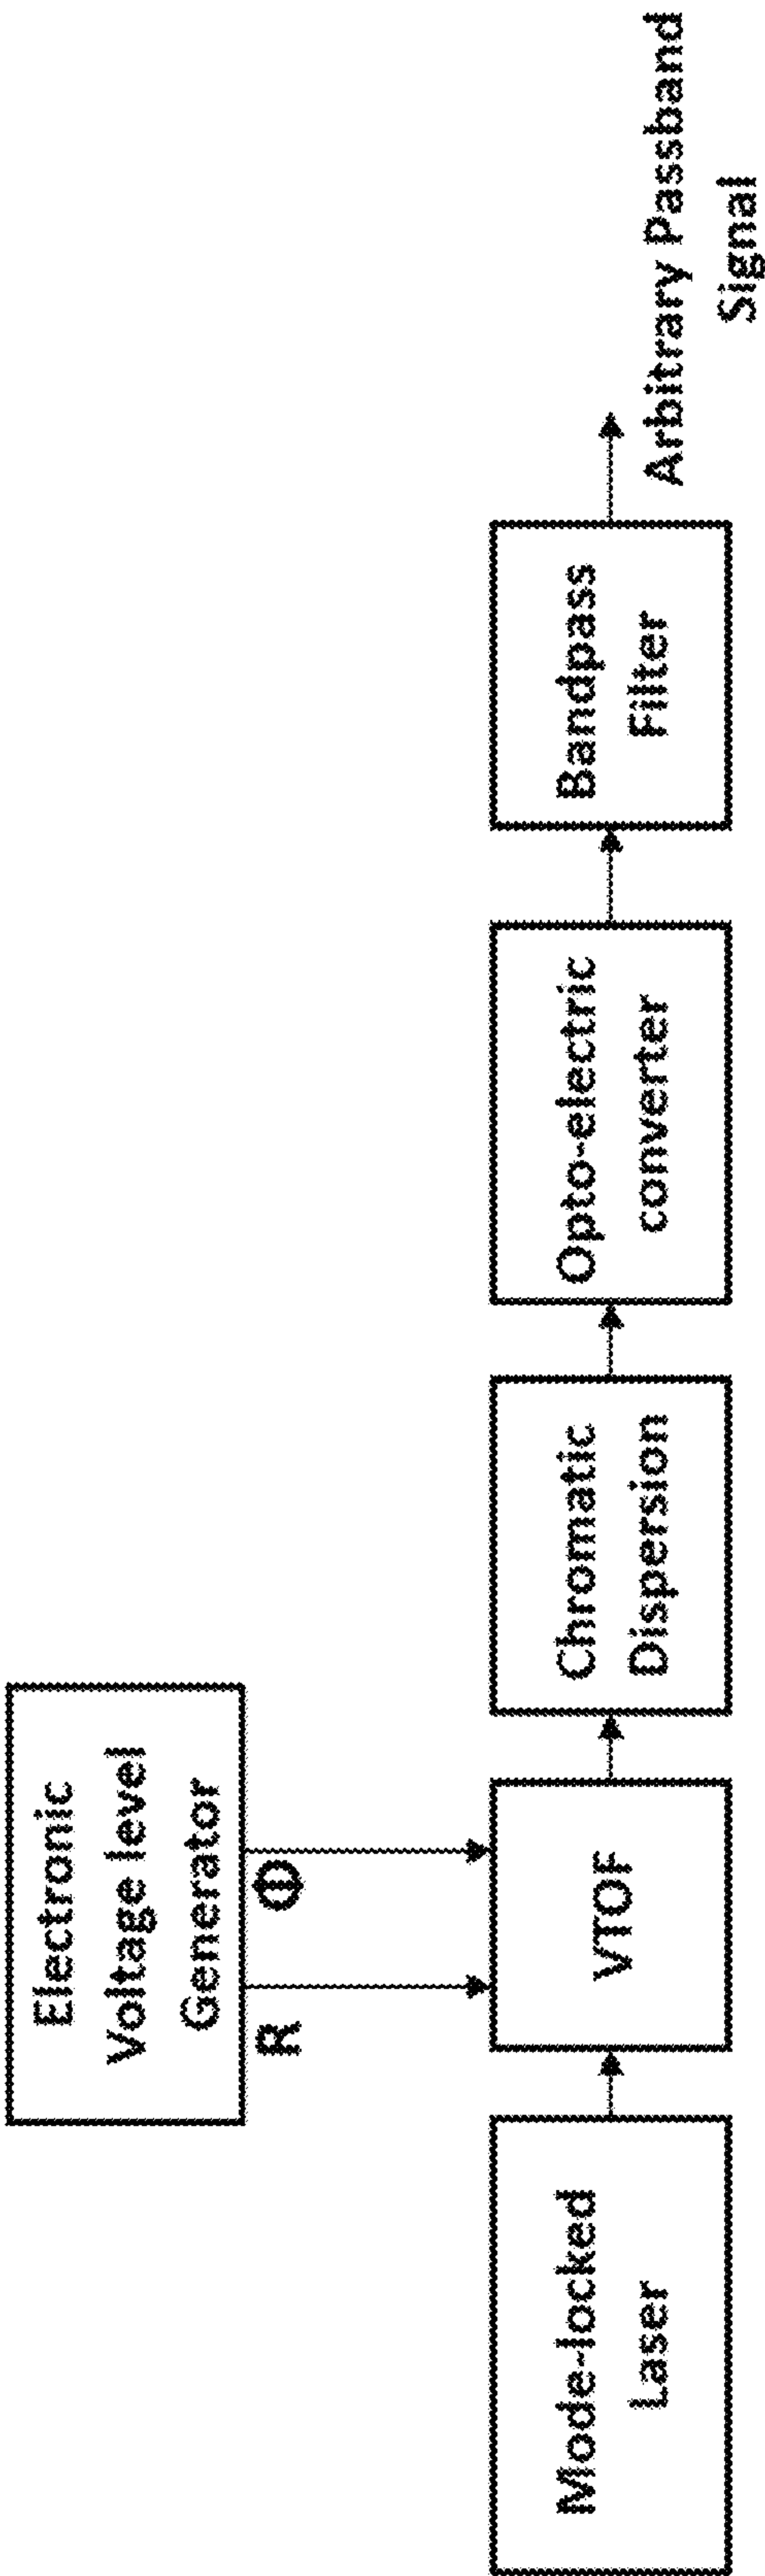 Electronic
Voltage level
Generator
R
Φ
Mode-locked
Laser
VTOF
Chromatic
Dispersion
Opto-electric
converter
Bandpass
Filter
Arbitrary Passband
Signal